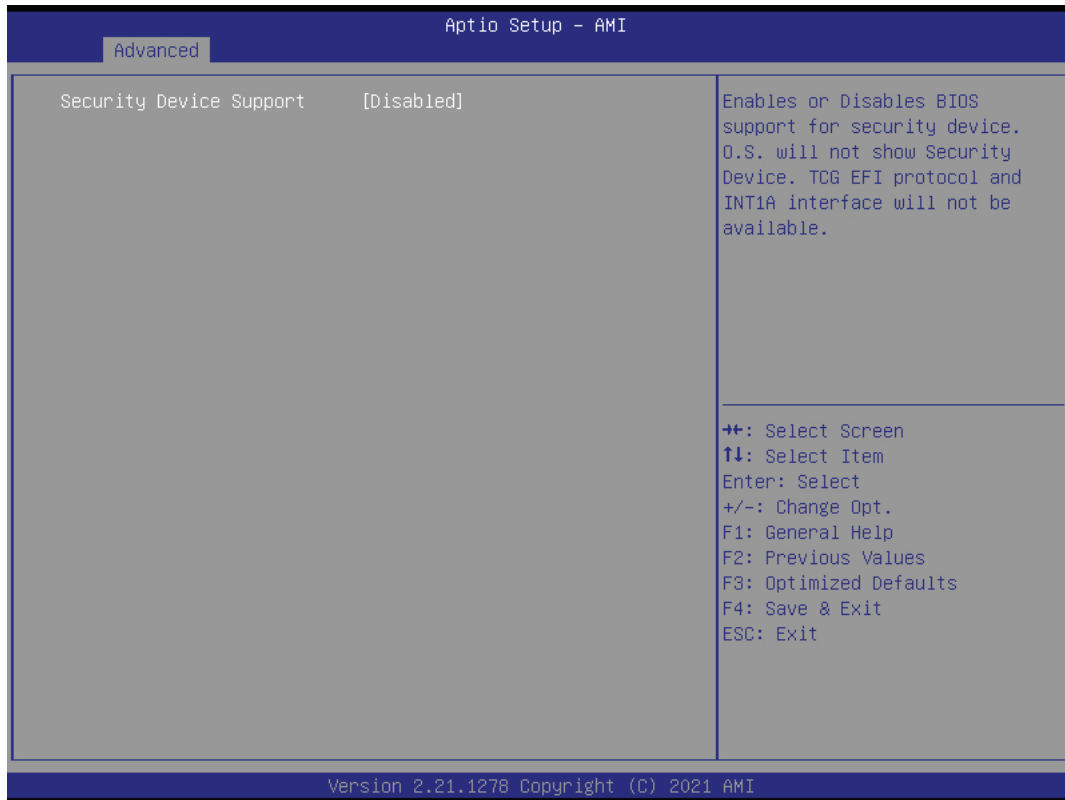 Aptio Setup – AMI
Advanced
Security Device Support [Disabled]
Enables or Disables BIOS
support for security device.
O.S. will not show Security
Device. TCG EFI protocol and
INT1A interface will not be
available.
→←: Select Screen
↑↓: Select Item
Enter: Select
+/-: Change Opt.
F1: General Help
F2: Previous Values
F3: Optimized Defaults
F4: Save & Exit
ESC: Exit
Version 2.21.1278 Copyright (C) 2021 AMI